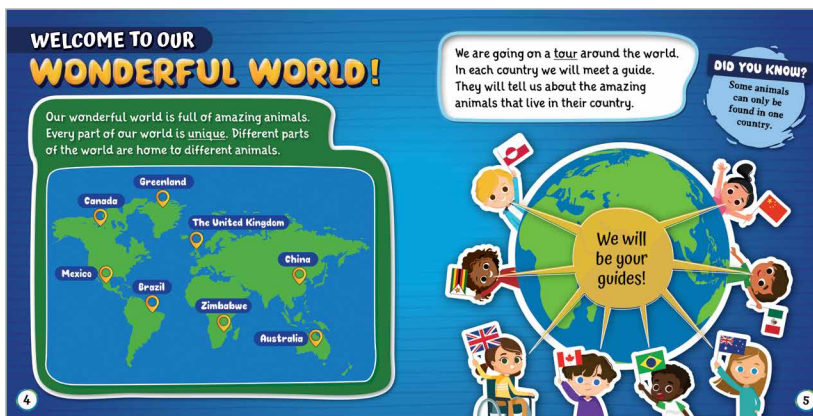 WELCOME TO OUR
WONDERFUL WORLD!
Our wonderful world is full of amazing animals.
Every part of our world is unique. Different parts
of the world are home to different animals.
Greenland
Canada
The United Kingdom
China
Mexico
Brazil
Zimbabwe
Australia
4
We are going on a tour around the world.
In each country we will meet a guide.
They will tell us about the amazing
animals that live in their country.
DID YOU KNOW?
Some animals
can only be
found in one
country.
We will
be your
guides!
5